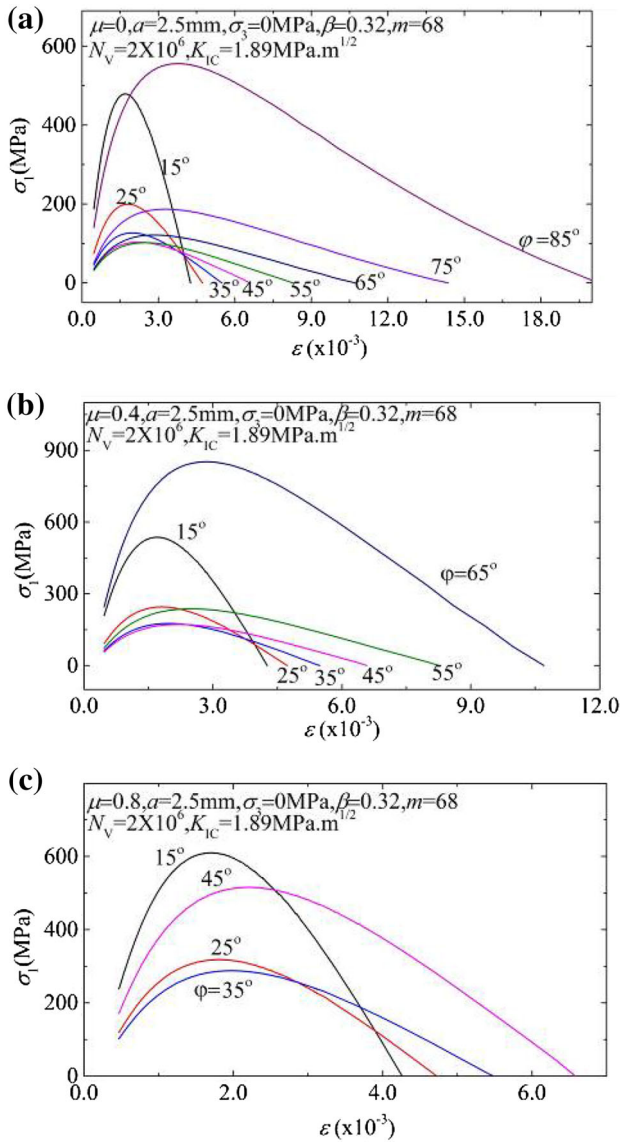 (a)
μ=0,a=2.5mm,σ3=0MPa,β=0.32,m=68
NV=2X10^6,KIC=1.89MPa.m^1/2
600
400
200
0
σ1(MPa)
15°
25°
35°
45°
55°
65°
75°
φ=85°
0.0 3.0 6.0 9.0 12.0 15.0 18.0
ε (x10^-3)
(b)
μ=0.4,a=2.5mm,σ3=0MPa,β=0.32,m=68
NV=2X10^6,KIC=1.89MPa.m^1/2
900
600
300
0
σ1(MPa)
15°
φ=65°
25°
35°
45°
55°
0.0 3.0 6.0 9.0 12.0
ε (x10^-3)
(c)
μ=0.8,a=2.5mm,σ3=0MPa,β=0.32,m=68
NV=2X10^6,KIC=1.89MPa.m^1/2
600
400
200
0
σ1(MPa)
15°
45°
25°
φ=35°
0.0 2.0 4.0 6.0
ε (x10^-3)